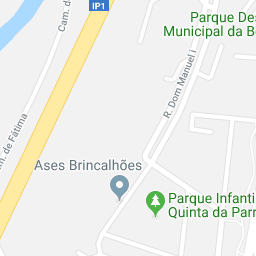 Cam. d
IP1
Parque Des
Municipal da B
R. Dom Manuel i
m. de Fátima
Ases Brincalhões
Parque Infanti
Quinta da Parr